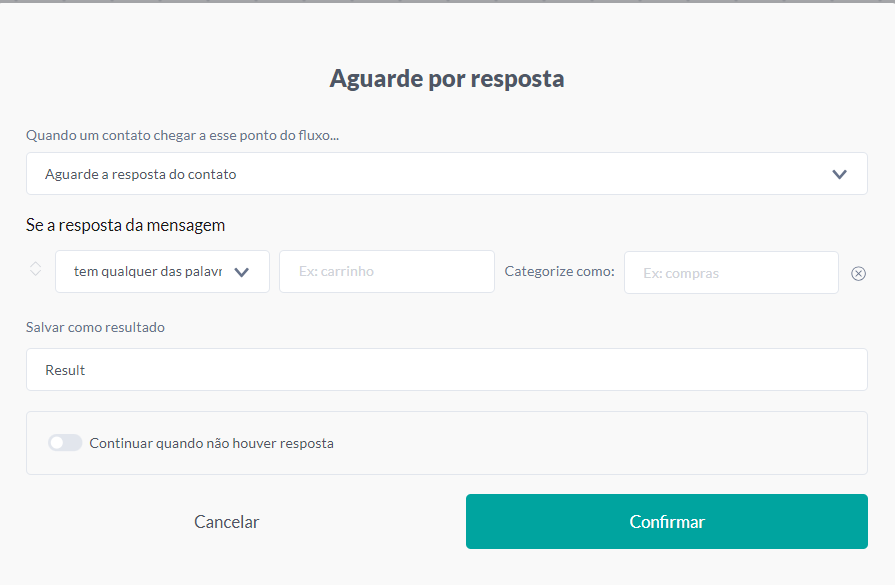 Aguarde por resposta
Quando um contato chegar a esse ponto do fluxo...
Aguarde a resposta do contato
Se a resposta da mensagem
tem qualquer das palavr
Ex: carrinho
Categorize como:
Ex: compras
Salvar como resultado
Result
Continuar quando não houver resposta
Cancelar
Confirmar